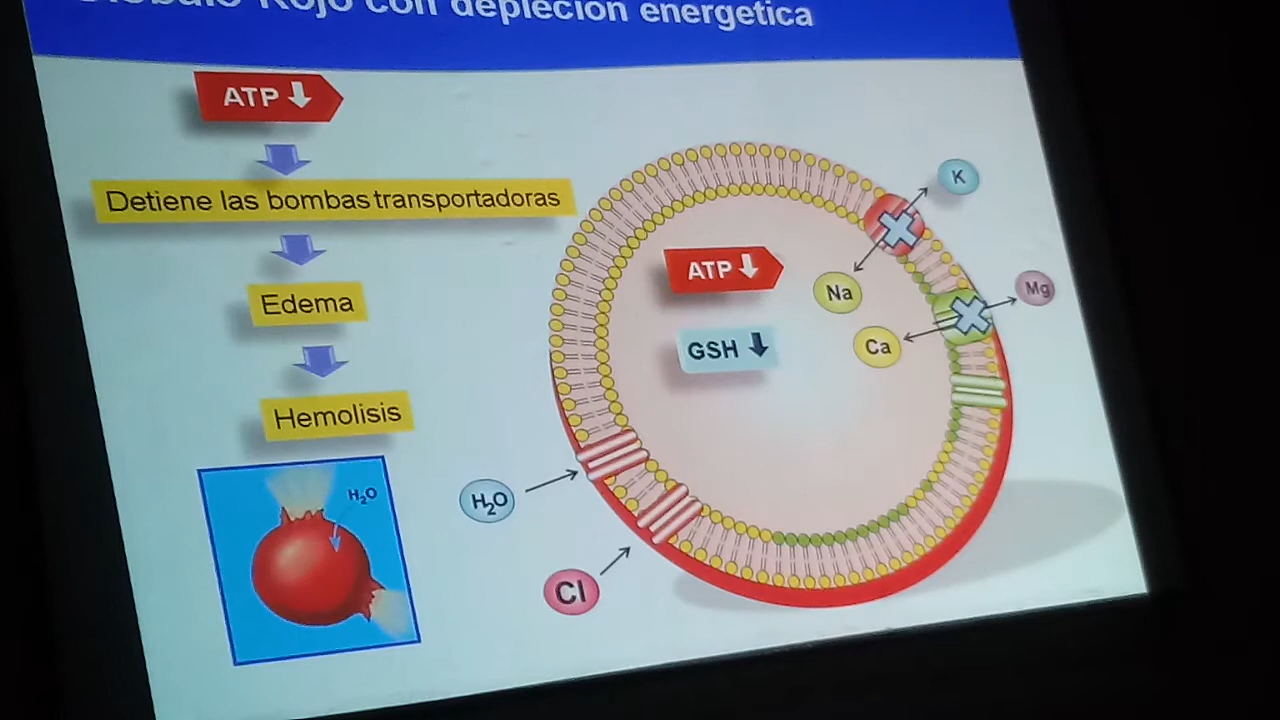 Glóbulo Rojo con depleción energética
ATP
Detiene las bombas transportadoras
Edema
Hemolisis
H₂O
ATP
GSH
K
Na
Mg
Ca
H₂O
Cl